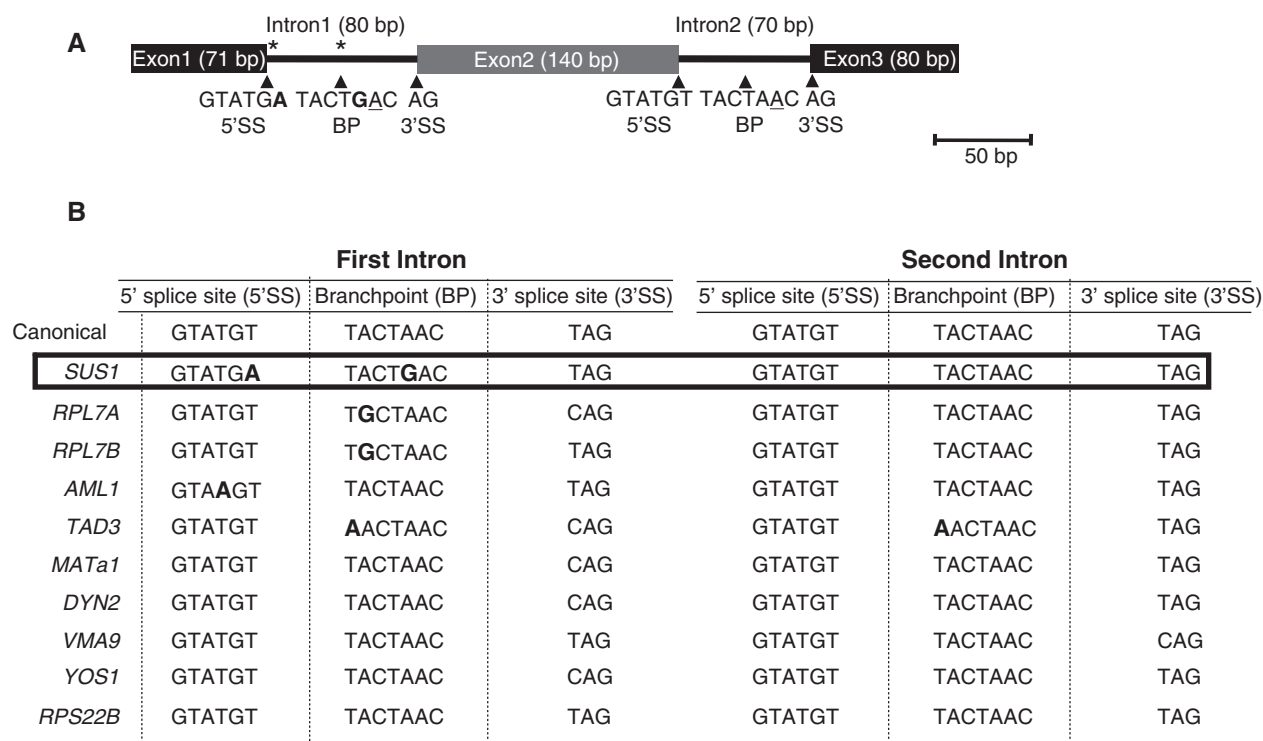 A
Intron1 (80 bp) Intron2 (70 bp)
* *
Exon1 (71 bp) Exon2 (140 bp) Exon3 (80 bp)
GTATGA TACTGAC AG GTATGT TACTAAC AG
5’SS BP 3’SS 5’SS BP 3’SS
50 bp
B
First Intron Second Intron
5’ splice site (5’SS) Branchpoint (BP) 3’ splice site (3’SS) 5’ splice site (5’SS) Branchpoint (BP) 3’ splice site (3’SS)
Canonical GTATGT TACTAAC TAG GTATGT TACTAAC TAG
SUS1 GTATGA TACTGAC TAG GTATGT TACTAAC TAG
RPL7A GTATGT TGCTAAC CAG GTATGT TACTAAC TAG
RPL7B GTATGT TGCTAAC TAG GTATGT TACTAAC TAG
AML1 GTAAGT TACTAAC TAG GTATGT TACTAAC TAG
TAD3 GTATGT AACTAAC CAG GTATGT AACTAAC TAG
MATa1 GTATGT TACTAAC CAG GTATGT TACTAAC TAG
DYN2 GTATGT TACTAAC CAG GTATGT TACTAAC TAG
VMA9 GTATGT TACTAAC TAG GTATGT TACTAAC CAG
YOS1 GTATGT TACTAAC CAG GTATGT TACTAAC TAG
RPS22B GTATGT TACTAAC TAG GTATGT TACTAAC TAG